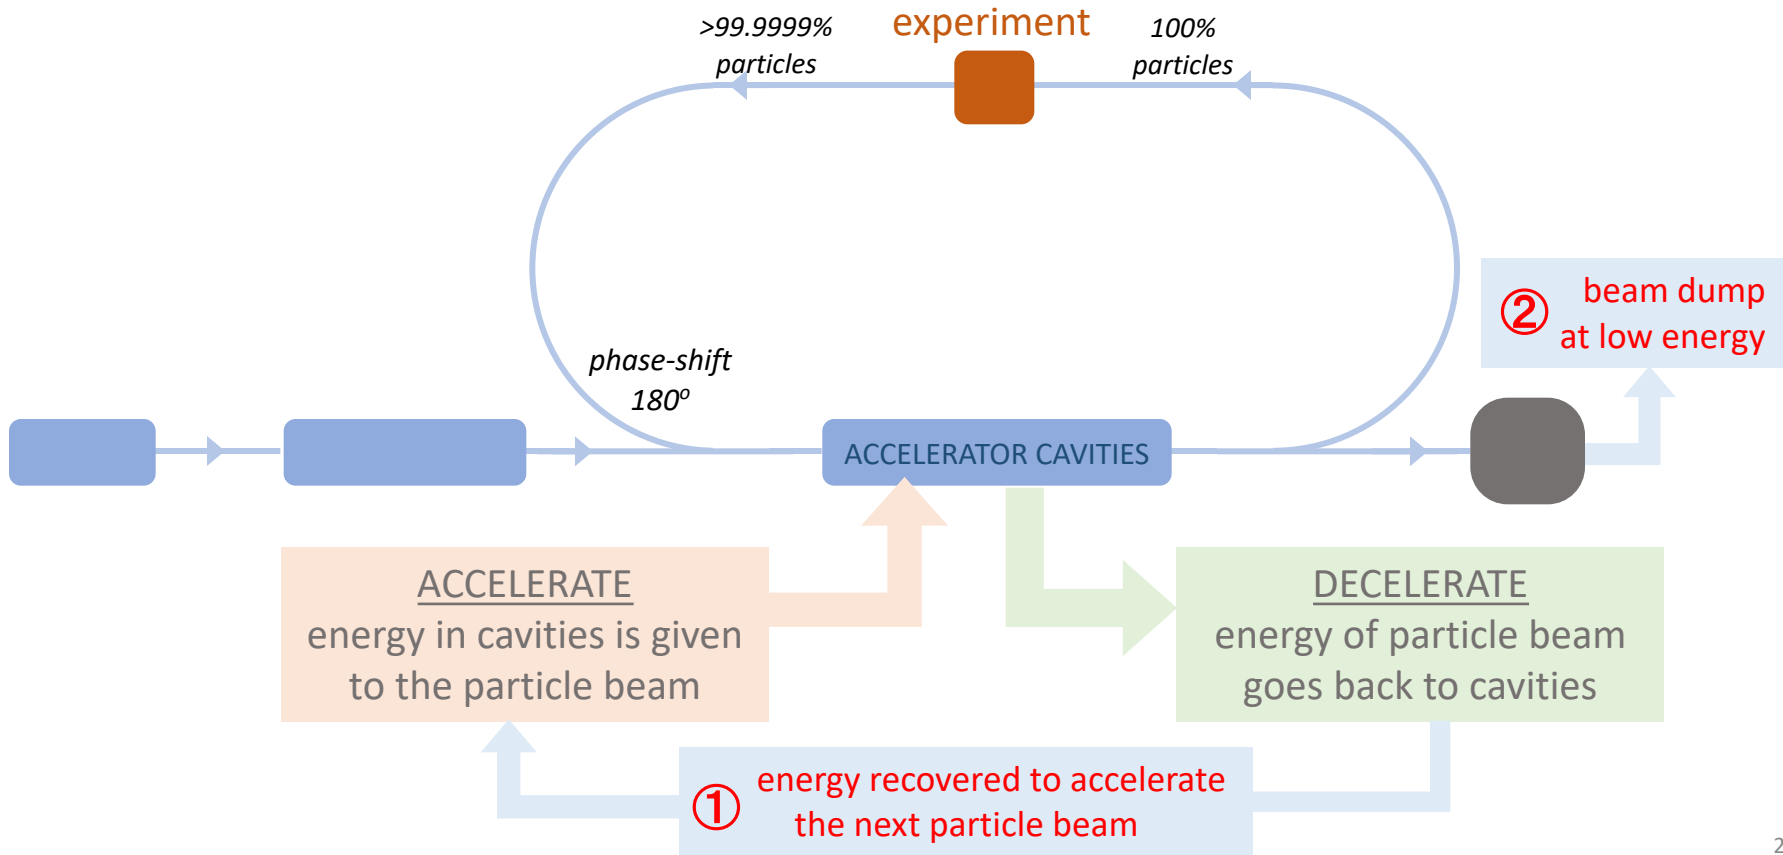 >99.9999%
particles
experiment
100%
particles
② beam dump
at low energy
phase-shift
180º
ACCELERATOR CAVITIES
ACCELERATE
energy in cavities is given
to the particle beam
DECELERATE
energy of particle beam
goes back to cavities
① energy recovered to accelerate
the next particle beam
2